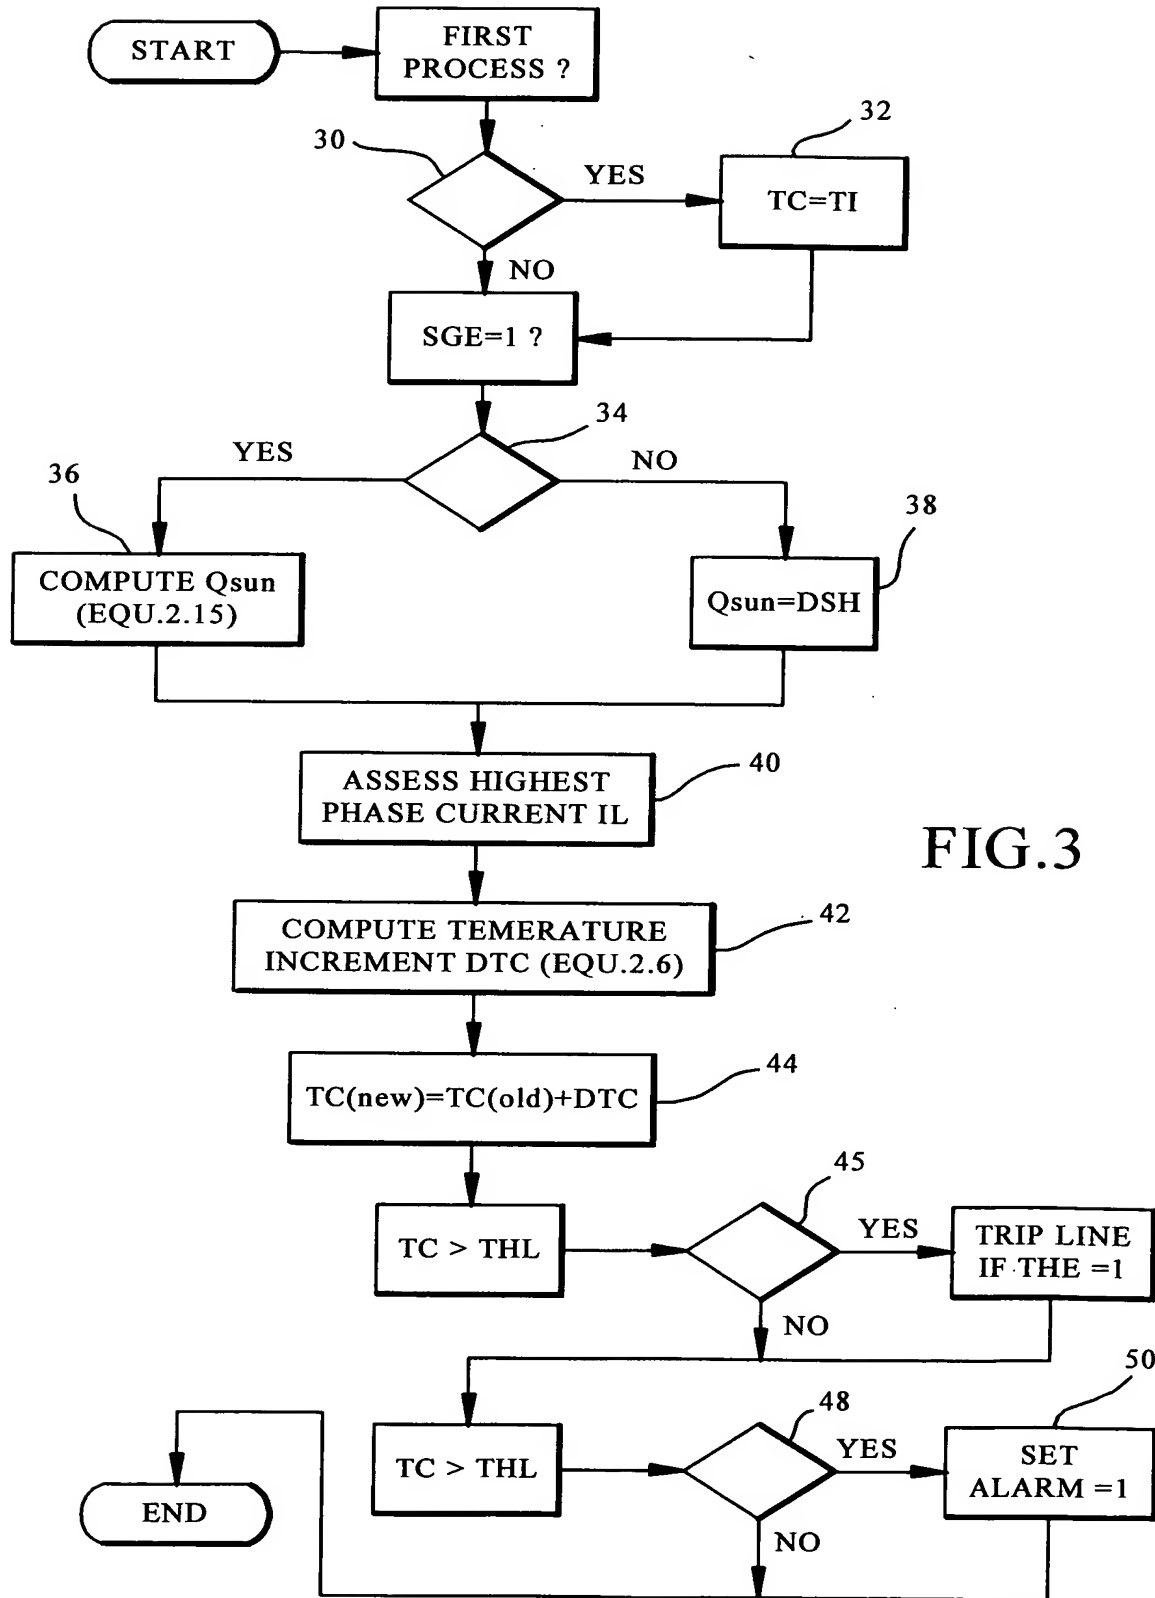 START
FIRST
PROCESS ?
30
32
YES
TC=TI
NO
SGE=1 ?
34
YES
NO
36
38
COMPUTE Qsun
(EQU.2.15)
Qsun=DSH
40
ASSESS HIGHEST
PHASE CURRENT IL
FIG.3
42
COMPUTE TEMERATURE
INCREMENT DTC (EQU.2.6)
44
TC(new)=TC(old)+DTC
45
TC > THL
YES
TRIP LINE
IF THE =1
NO
50
48
TC > THL
YES
SET
ALARM =1
END
NO